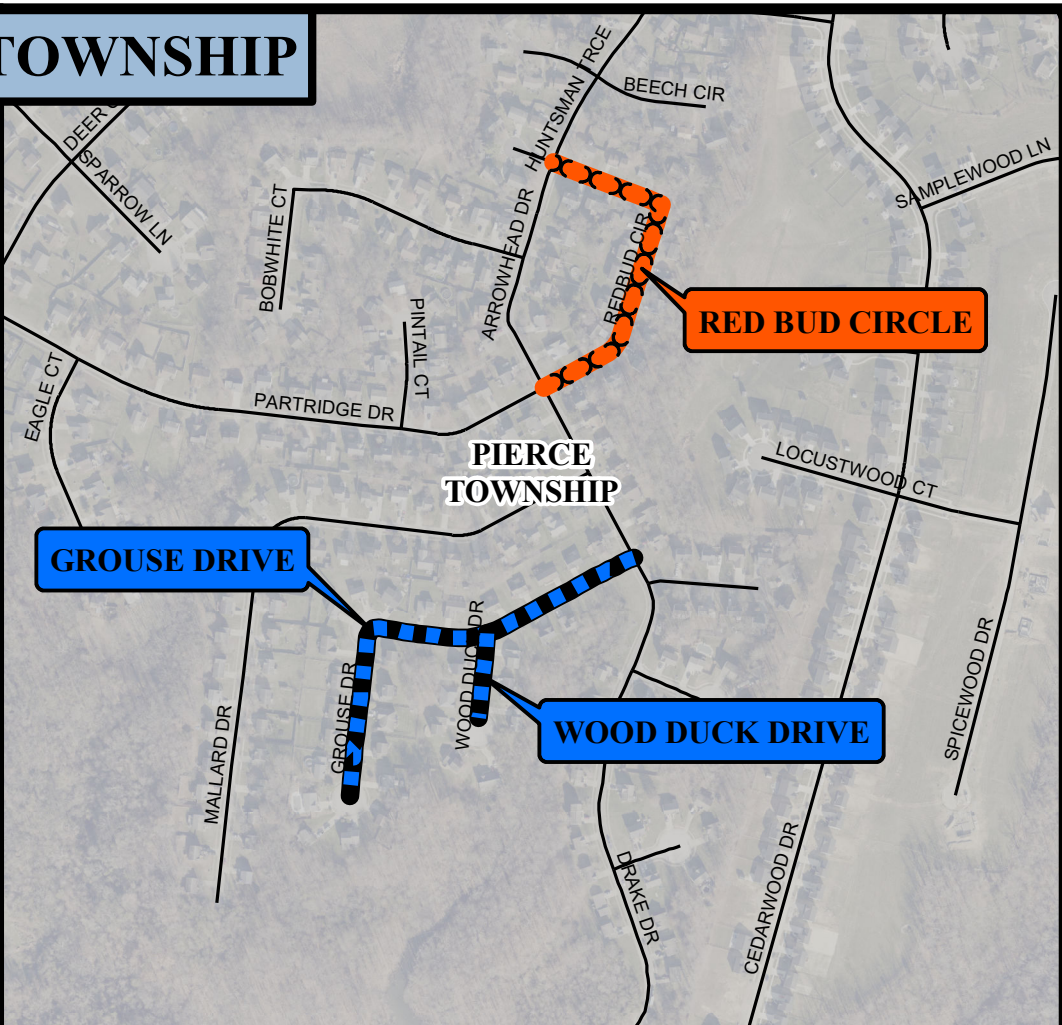 TOWNSHIP
HUNTSMAN TRCE
BEECH CIR
DEER
SPARROW LN
SAMPLEWOOD LN
BOBWHITE CT
ARROWHEAD DR
REDBUD CIR
RED BUD CIRCLE
PINTAIL CT
EAGLE CT
PARTRIDGE DR
PIERCE
TOWNSHIP
LOCUSTWOOD CT
GROUSE DRIVE
WOOD DUCK DR
GROUSE DR
SPICEWOOD DR
MALLARD DR
WOOD DUCK DRIVE
DRAKE DR
CEDARWOOD DR